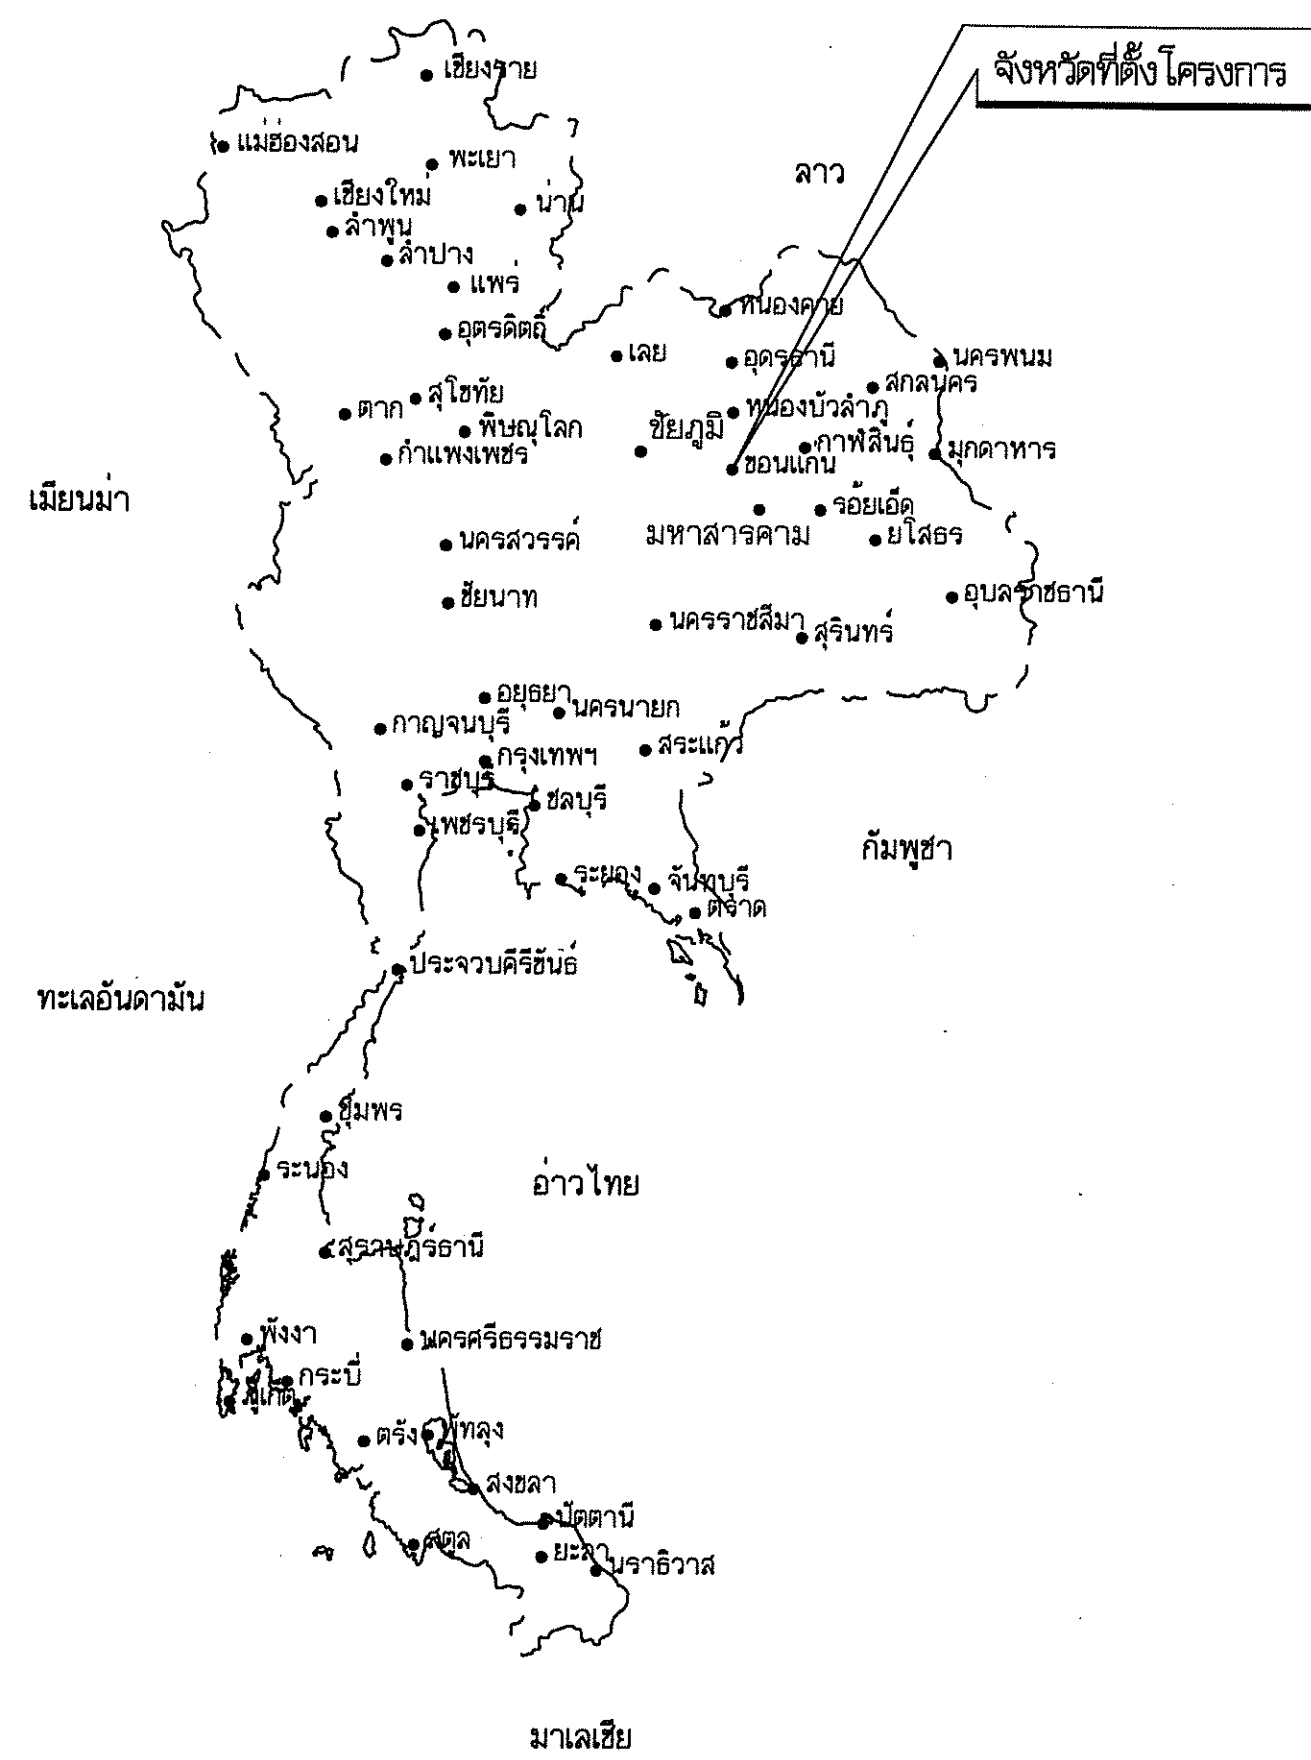 เชียงราย
จังหวัดที่ตั้งโครงการ
แม่ฮ่องสอน
พะเยา
ลาว
เชียงใหม่
น่าน
ลำพูน
ลำปาง
แพร่
หนองคาย
อุตรดิตถ์
เลย
อุดรธานี
นครพนม
สกลนคร
สุโขทัย
ตาก
หนองบัวลำภู
พิษณุโลก
ชัยภูมิ
กาฬสินธุ์
มุกดาหาร
กำแพงเพชร
ขอนแก่น
เมียนม่า
ร้อยเอ็ด
มหาสารคาม
ยโสธร
นครสวรรค์
ชัยนาท
อุบลราชธานี
นครราชสีมา
สุรินทร์
อยุธยา
นครนายก
กาญจนบุรี
สระแก้ว
กรุงเทพฯ
ราชบุรี
ชลบุรี
เพชรบุรี
กัมพูชา
ระยอง
จันทบุรี
ตราด
ประจวบคีรีขันธ์
ทะเลอันดามัน
ชุมพร
ระนอง
อ่าวไทย
สุราษฎร์ธานี
พังงา
นครศรีธรรมราช
กระบี่
ภูเก็ต
ตรัง
พัทลุง
สงขลา
ปัตตานี
สตูล
ยะลา
นราธิวาส
มาเลเซีย